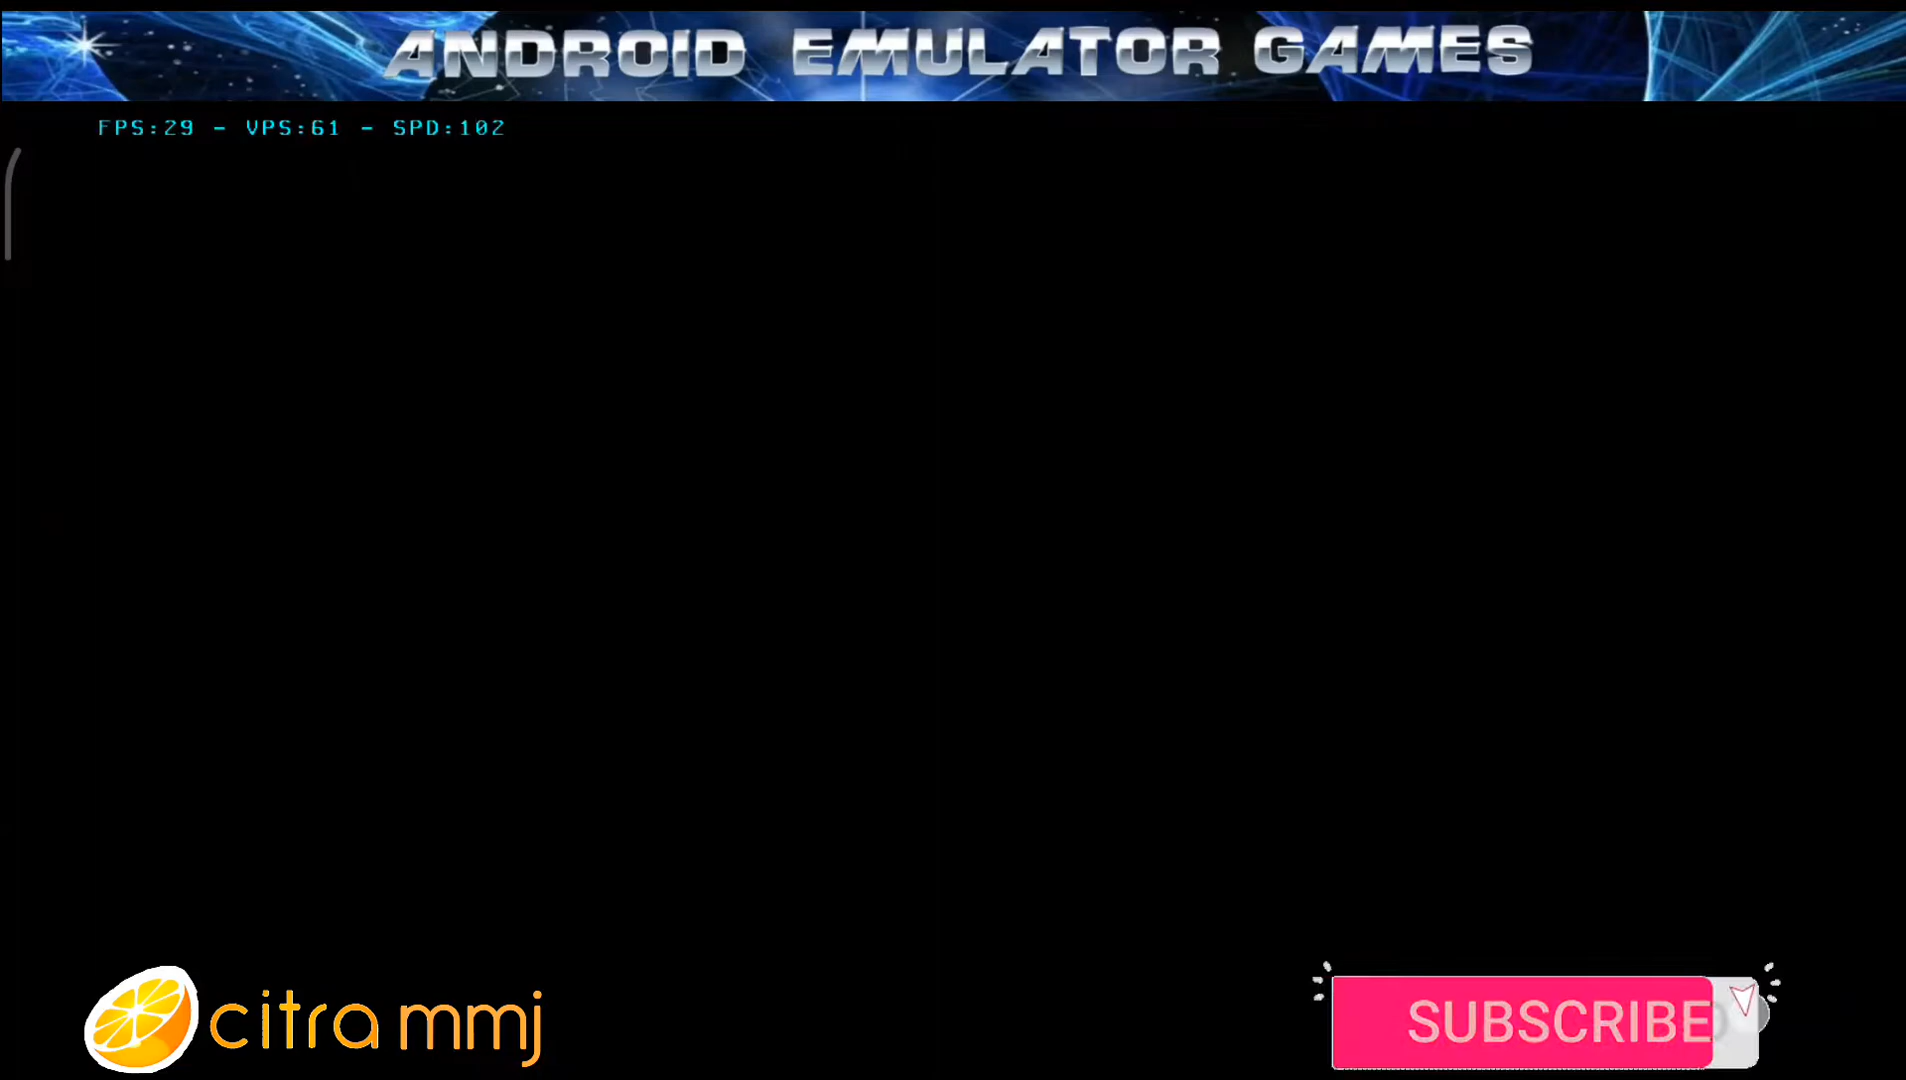 ANDROID EMULATOR GAMES
FPS:29 - VPS:61 - SPD:102
citra mmj
SUBSCRIBE